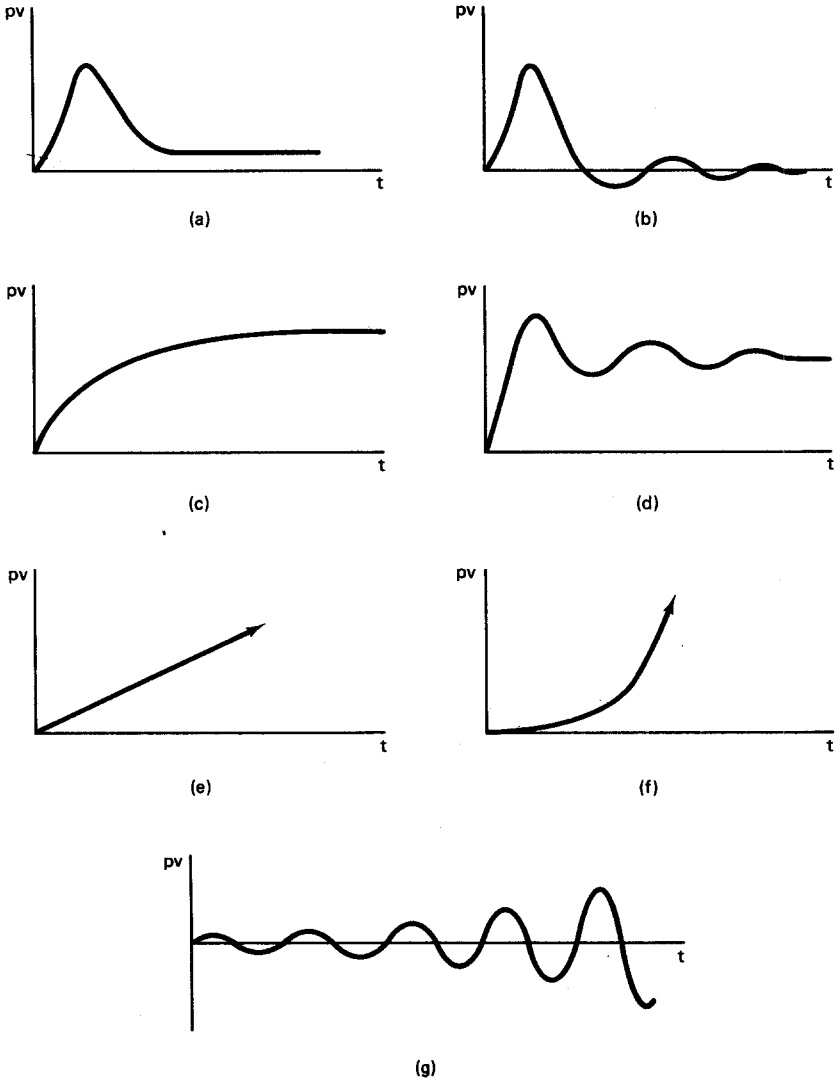 pv pv
t t
(a) (b)
pv pv
t t
(c) (d)
pv pv
t t
(e) (f)
pv
t
(g)